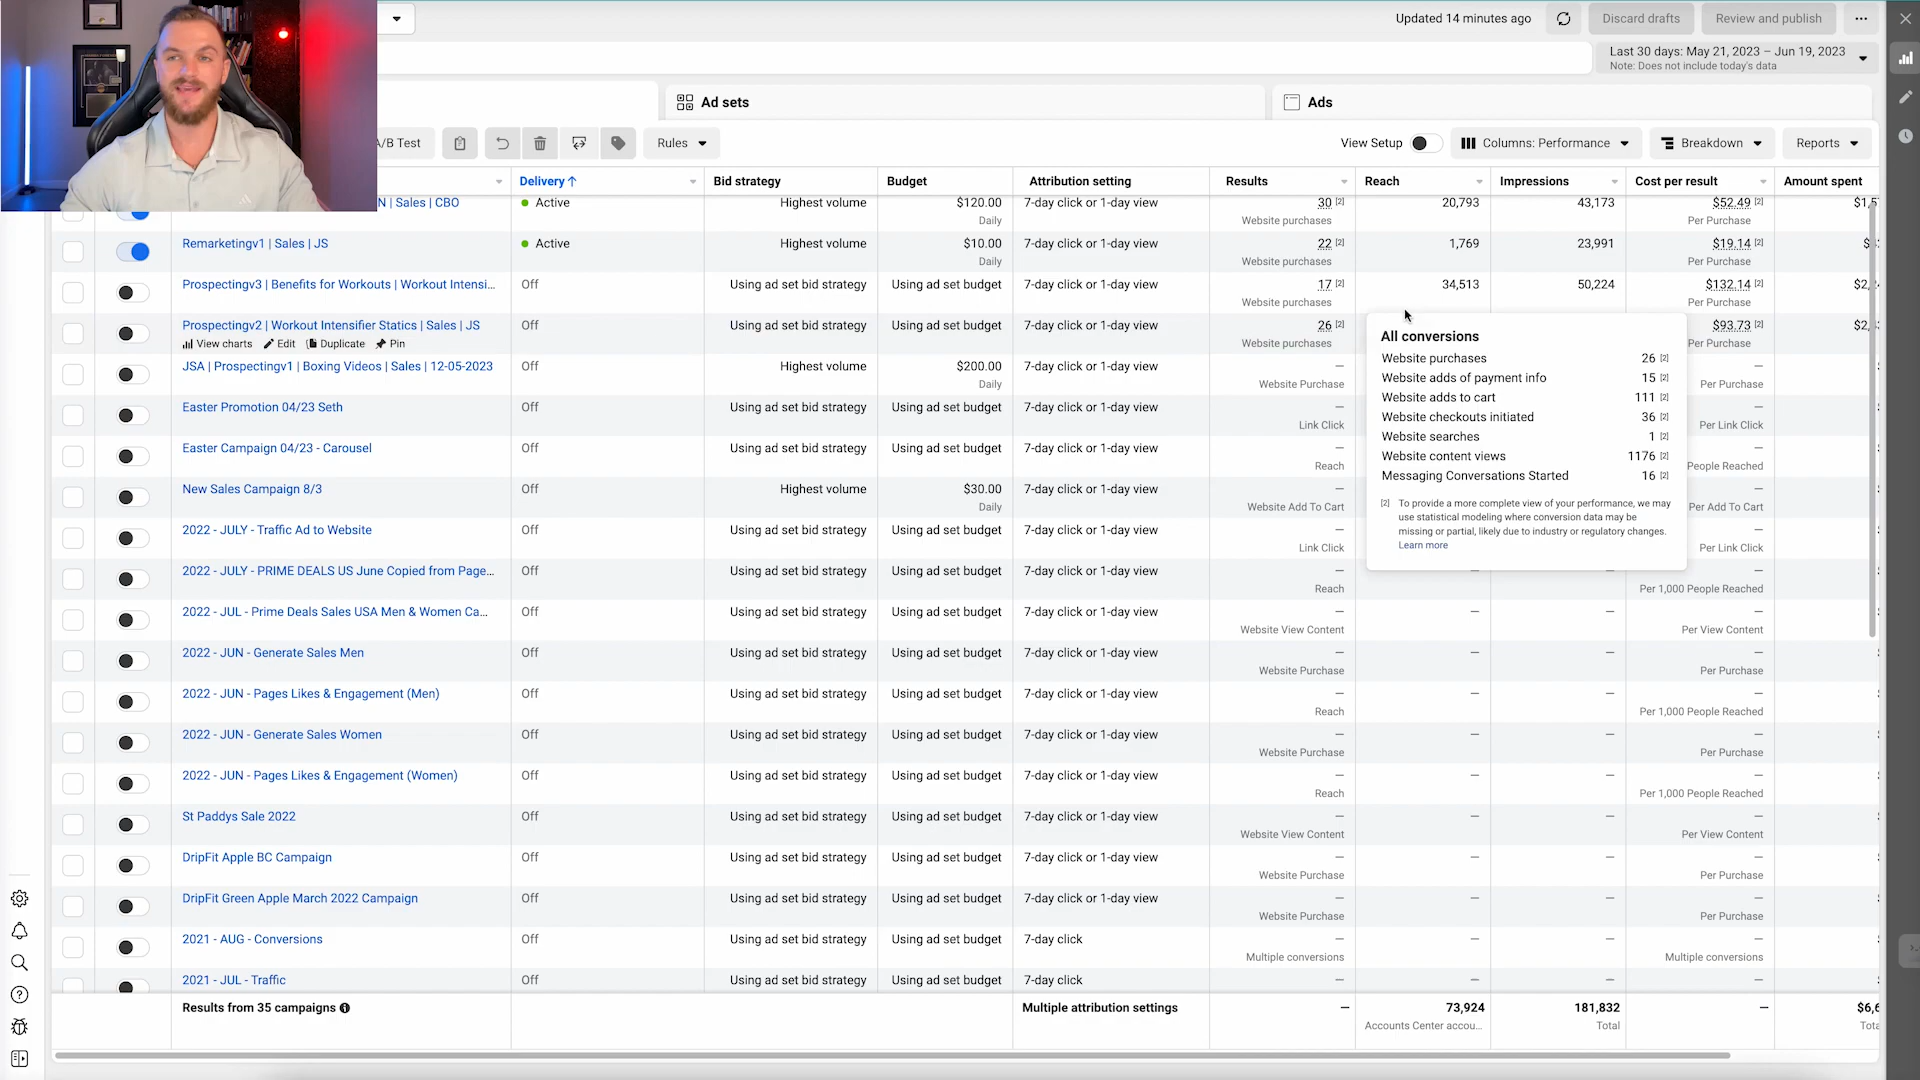 Updated 14 minutes ago
Discard drafts
Review and publish
Last 30 days: May 21, 2023 – Jun 19, 2023
Note: Does not include today's data
Ad sets
Ads
A/B Test
Rules
View Setup
Columns: Performance
Breakdown
Reports
Delivery ↑ Bid strategy Budget Attribution setting Results Reach Impressions Cost per result Amount spent
N | Sales | CBO Active Highest volume $120.00 7-day click or 1-day view 30 [2] 20,793 43,173 $52.49 [2]
Daily Website purchases Per Purchase
Remarketingv1 | Sales | JS Active Highest volume $10.00 7-day click or 1-day view 22 [2] 1,769 23,991 $19.14 [2]
Daily Website purchases Per Purchase
Prospectingv3 | Benefits for Workouts | Workout Intensi... Off Using ad set bid strategy Using ad set budget 7-day click or 1-day view 17 [2] 34,513 50,224 $132.14 [2]
Website purchases Per Purchase
Prospectingv2 | Workout Intensifier Statics | Sales | JS Off Using ad set bid strategy Using ad set budget 7-day click or 1-day view 26 [2] $93.73 [2]
View charts Edit Duplicate Pin Website purchases Per Purchase
JSA | Prospectingv1 | Boxing Videos | Sales | 12-05-2023 Off Highest volume $200.00 7-day click or 1-day view — —
Daily Website Purchase Per Purchase
Easter Promotion 04/23 Seth Off Using ad set bid strategy Using ad set budget 7-day click or 1-day view — —
Link Click Per Link Click
Easter Campaign 04/23 - Carousel Off Using ad set bid strategy Using ad set budget 7-day click or 1-day view — —
Reach People Reached
New Sales Campaign 8/3 Off Highest volume $30.00 7-day click or 1-day view — —
Daily Website Add To Cart Per Add To Cart
2022 - JULY - Traffic Ad to Website Off Using ad set bid strategy Using ad set budget 7-day click or 1-day view — —
Link Click Per Link Click
All conversions
Website purchases 26 [2]
Website adds of payment info 15 [2]
Website adds to cart 111 [2]
Website checkouts initiated 36 [2]
Website searches 1 [2]
Website content views 1176 [2]
Messaging Conversations Started 16 [2]
[2] To provide a more complete view of your performance, we may
use statistical modeling where conversion data may be
missing or partial, likely due to industry or regulatory changes.
Learn more
2022 - JULY - PRIME DEALS US June Copied from Page... Off Using ad set bid strategy Using ad set budget 7-day click or 1-day view — — — —
Reach Per 1,000 People Reached
2022 - JUL - Prime Deals Sales USA Men & Women Ca... Off Using ad set bid strategy Using ad set budget 7-day click or 1-day view — — — —
Website View Content Per View Content
2022 - JUN - Generate Sales Men Off Using ad set bid strategy Using ad set budget 7-day click or 1-day view — — — —
Website Purchase Per Purchase
2022 - JUN - Pages Likes & Engagement (Men) Off Using ad set bid strategy Using ad set budget 7-day click or 1-day view — — — —
Reach Per 1,000 People Reached
2022 - JUN - Generate Sales Women Off Using ad set bid strategy Using ad set budget 7-day click or 1-day view — — — —
Website Purchase Per Purchase
2022 - JUN - Pages Likes & Engagement (Women) Off Using ad set bid strategy Using ad set budget 7-day click or 1-day view — — — —
Reach Per 1,000 People Reached
St Paddys Sale 2022 Off Using ad set bid strategy Using ad set budget 7-day click or 1-day view — — — —
Website View Content Per View Content
DripFit Apple BC Campaign Off Using ad set bid strategy Using ad set budget 7-day click or 1-day view — — — —
Website Purchase Per Purchase
DripFit Green Apple March 2022 Campaign Off Using ad set bid strategy Using ad set budget 7-day click or 1-day view — — — —
Website Purchase Per Purchase
2021 - AUG - Conversions Off Using ad set bid strategy Using ad set budget 7-day click — — — —
Multiple conversions Multiple conversions
2021 - JUL - Traffic Off Using ad set bid strategy Using ad set budget 7-day click — — — —
Results from 35 campaigns Multiple attribution settings — 73,924 181,832 —
Accounts Center accou... Total